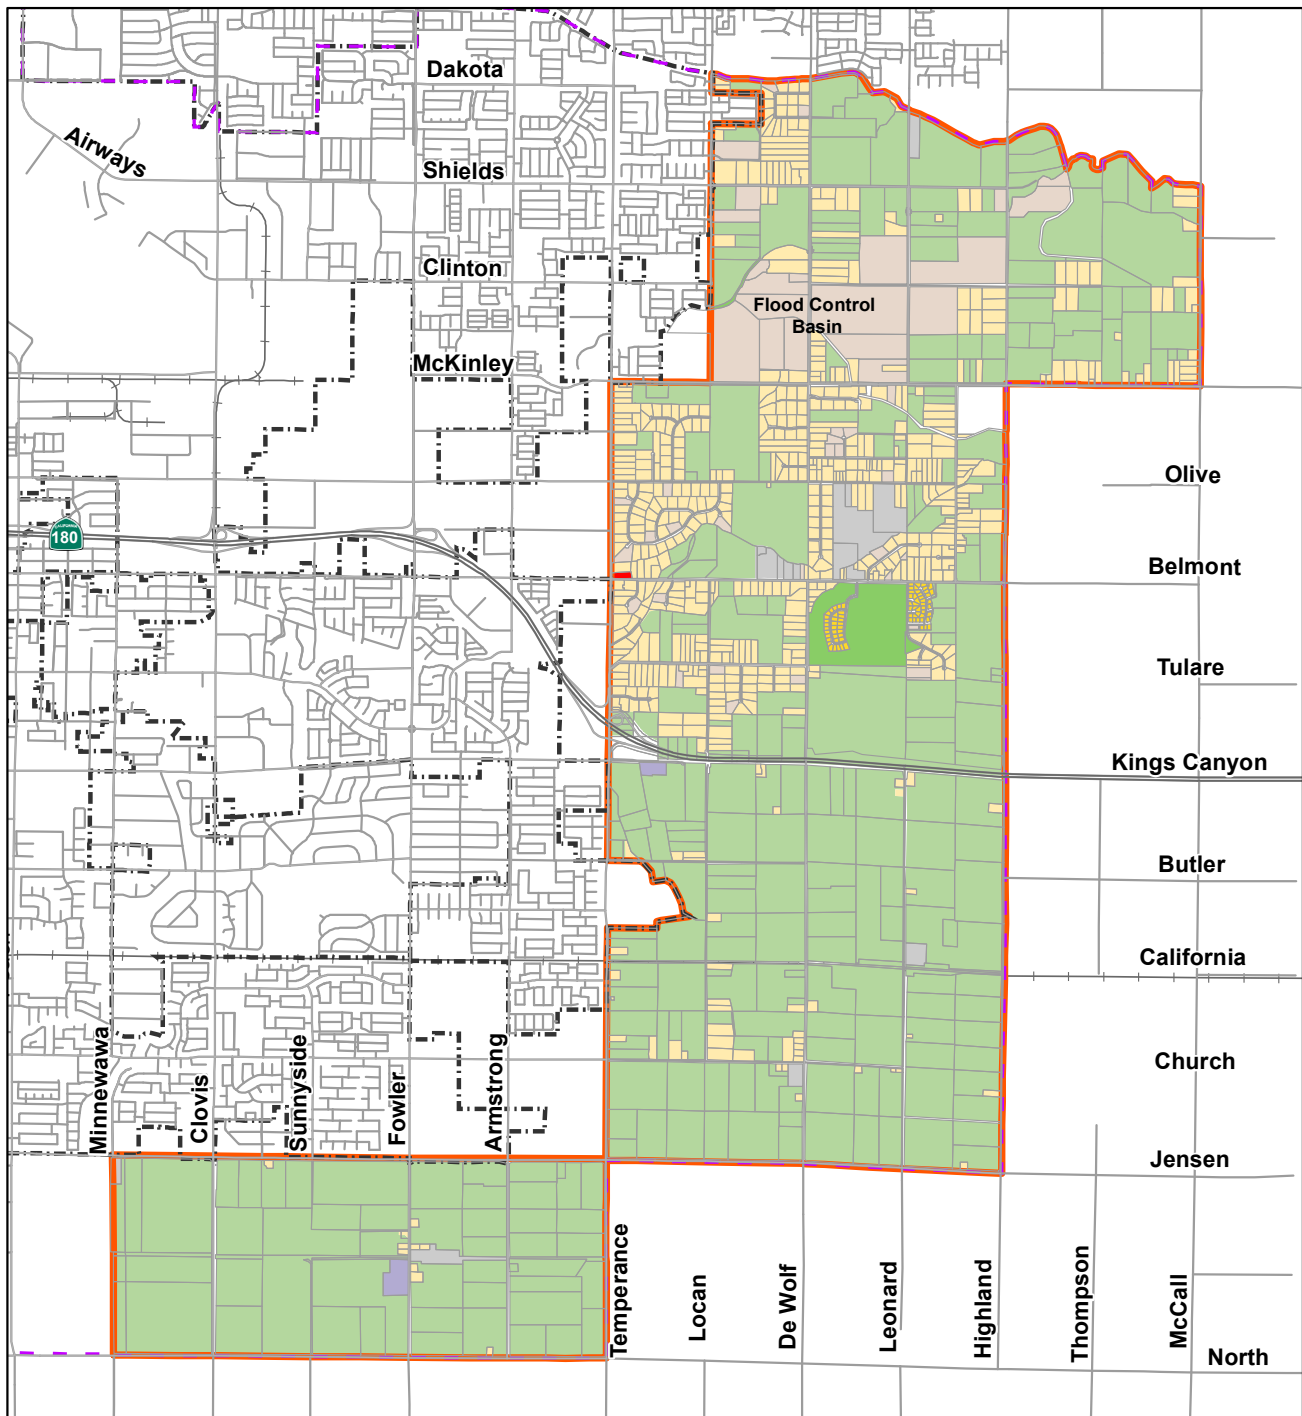 Dakota
Airways
Shields
Clinton
Flood Control
Basin
McKinley
Olive
CALIFORNIA
180
Belmont
Tulare
Kings Canyon
Butler
California
Church
Minnewawa
Clovis
Sunnyside
Fowler
Armstrong
Jensen
Temperance
Locan
De Wolf
Leonard
Highland
Thompson
McCall
North